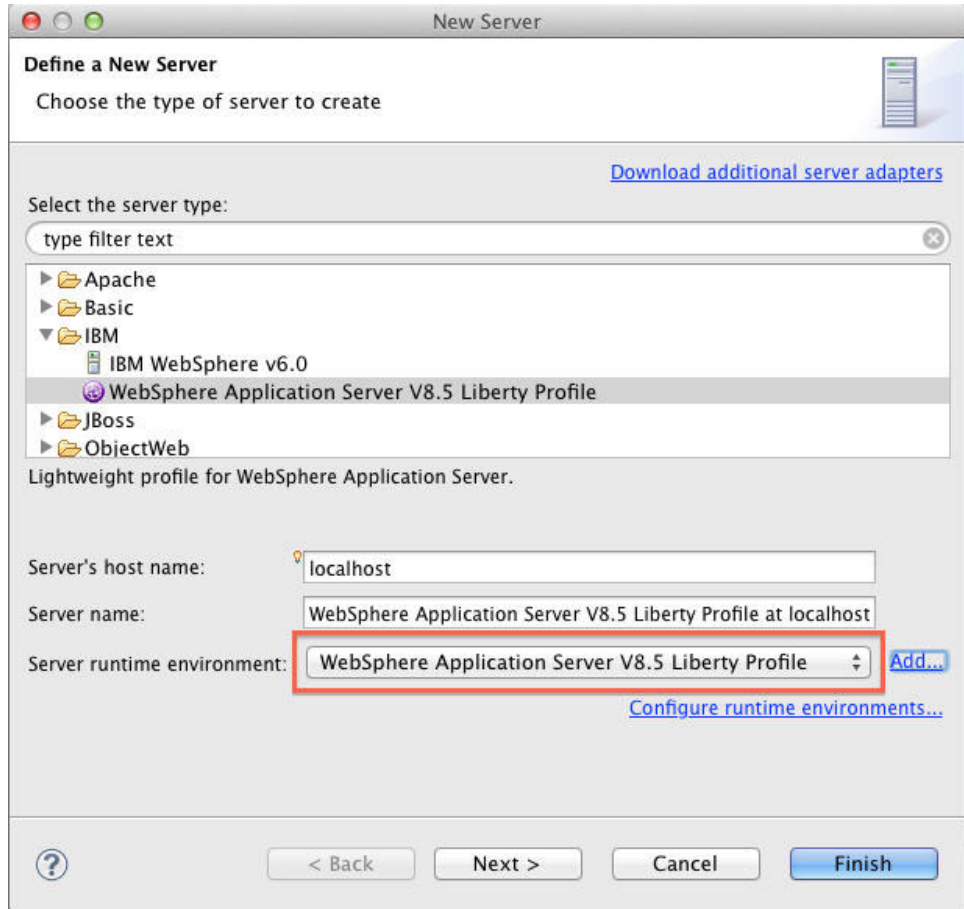 New Server
Define a New Server
Choose the type of server to create
Download additional server adapters
Select the server type:
type filter text
Apache
Basic
IBM
IBM WebSphere v6.0
WebSphere Application Server V8.5 Liberty Profile
JBoss
ObjectWeb
Lightweight profile for WebSphere Application Server.
Server's host name: localhost
Server name: WebSphere Application Server V8.5 Liberty Profile at localhost
Server runtime environment: WebSphere Application Server V8.5 Liberty Profile Add...
Configure runtime environments...
? < Back Next > Cancel Finish